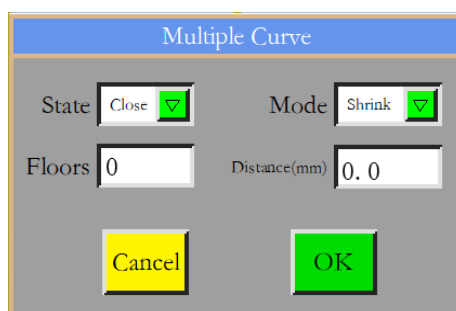 Multiple Curve
State Close Mode Shrink
Floors 0 Distance(mm) 0.0
Cancel OK